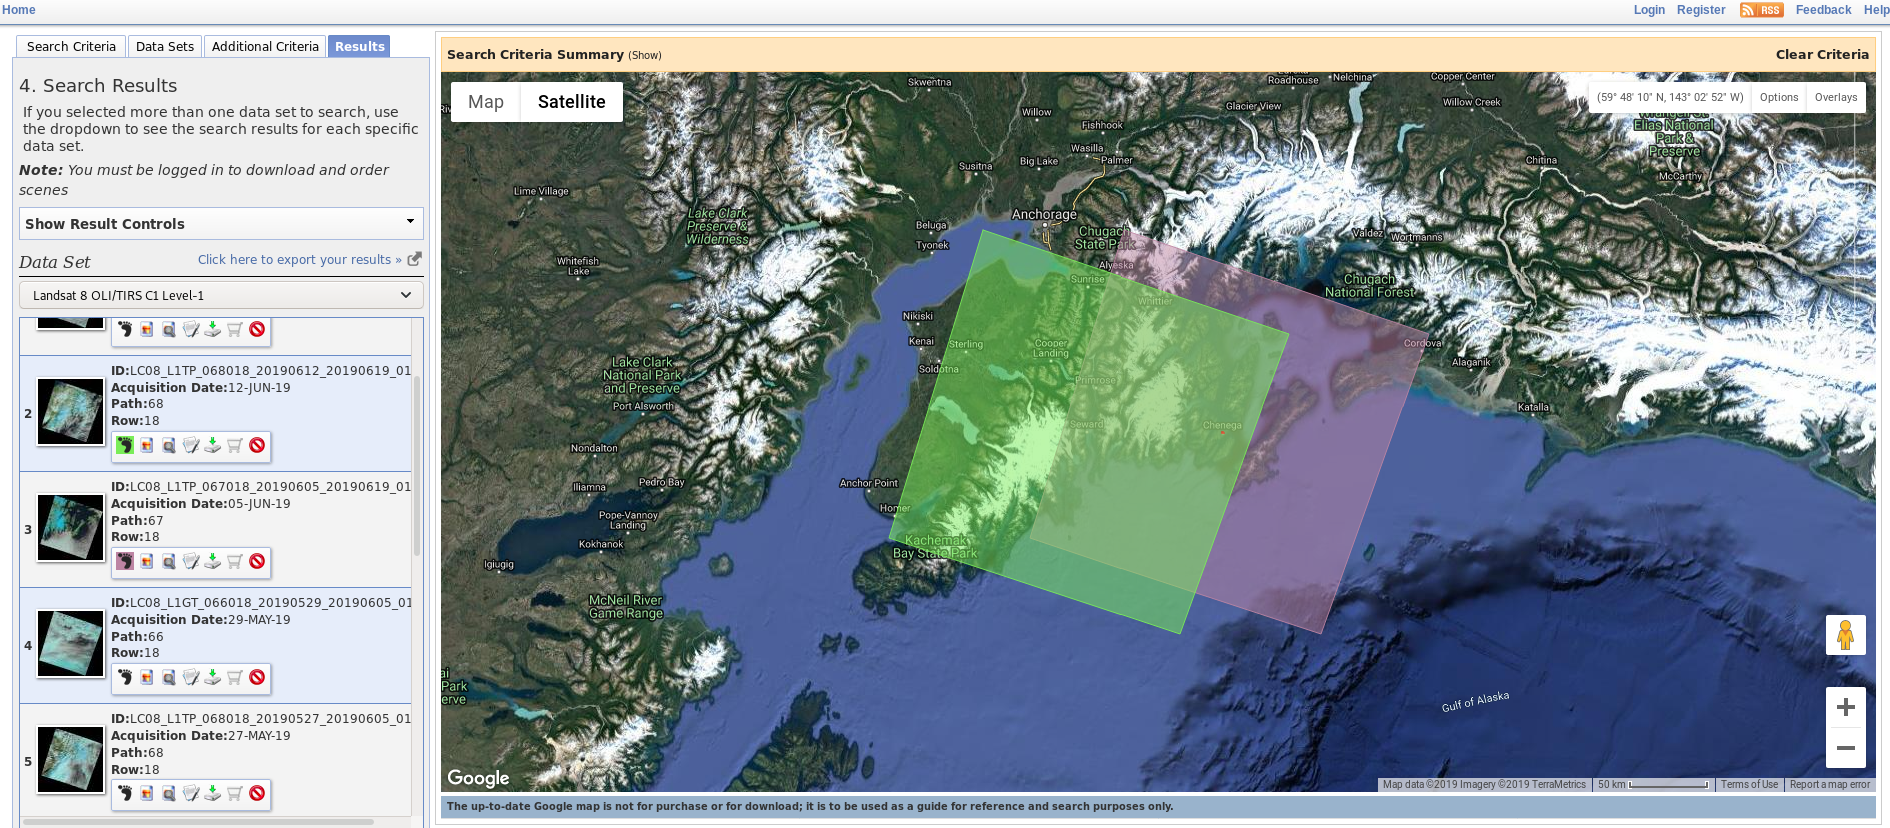 Home
Login Register RSS Feedback Help
Search Criteria Data Sets Additional Criteria Results
4. Search Results
If you selected more than one data set to search, use
the dropdown to see the search results for each specific
data set.
Note: You must be logged in to download and order
scenes
Show Result Controls
Data Set
Click here to export your results »
Landsat 8 OLI/TIRS C1 Level-1
2
ID:LC08_L1TP_068018_20190612_20190619_01
Acquisition Date:12-JUN-19
Path:68
Row:18
3
ID:LC08_L1TP_067018_20190605_20190619_01
Acquisition Date:05-JUN-19
Path:67
Row:18
4
ID:LC08_L1GT_066018_20190529_20190605_01
Acquisition Date:29-MAY-19
Path:66
Row:18
5
ID:LC08_L1TP_068018_20190527_20190605_01
Acquisition Date:27-MAY-19
Path:68
Row:18
Search Criteria Summary (Show)
Clear Criteria
Map Satellite
(59° 48' 10" N, 143° 02' 52" W) Options Overlays
Skwentna
Roadhouse
Nelchina
Copper Center
Willow
Glacier View
Willow Creek
Fishhook
Elias National
Park &
Preserve
Wasilla
Palmer
Big Lake
Susitna
Chitina
McCarthy
Lime Village
Lake Clark
Preserve &
Wilderness
Anchorage
Beluga
Tyonek
Chugach
State Park
Valdez
Wortmanns
Whitefish
Lake
Alyeska
Sunrise
Chugach
National Forest
Whittier
Nikiski
Kenai
Sterling
Cooper
Landing
Cordova
Soldotna
Alaganik
Lake Clark
National Park
and Preserve
Primrose
Port Alsworth
Katalla
Seward
Chenega
Nondalton
Iliamna
Pedro Bay
Anchor Point
Homer
Pope-Vannoy
Landing
Kokhanok
Kachemak
Bay State Park
Igiugig
McNeil River
Game Range
ai
Park
erve
Gulf of Alaska
Google
Map data ©2019 Imagery ©2019 TerraMetrics 50 km Terms of Use Report a map error
The up-to-date Google map is not for purchase or for download; it is to be used as a guide for reference and search purposes only.